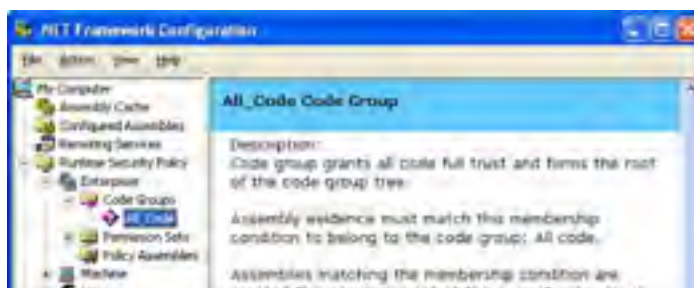 .NET Framework Configuration
File Action View Help
My Computer
Assembly Cache
Configured Assemblies
Remoting Services
Runtime Security Policy
Enterprise
Code Groups
All_Code
Permission Sets
Policy Assemblies
Machine
All_Code Code Group
Description:
Code group grants all code full trust and forms the root
of the code group tree.
Assembly evidence must match this membership
condition to belong to the code group: All code.
Assemblies matching the membership condition are